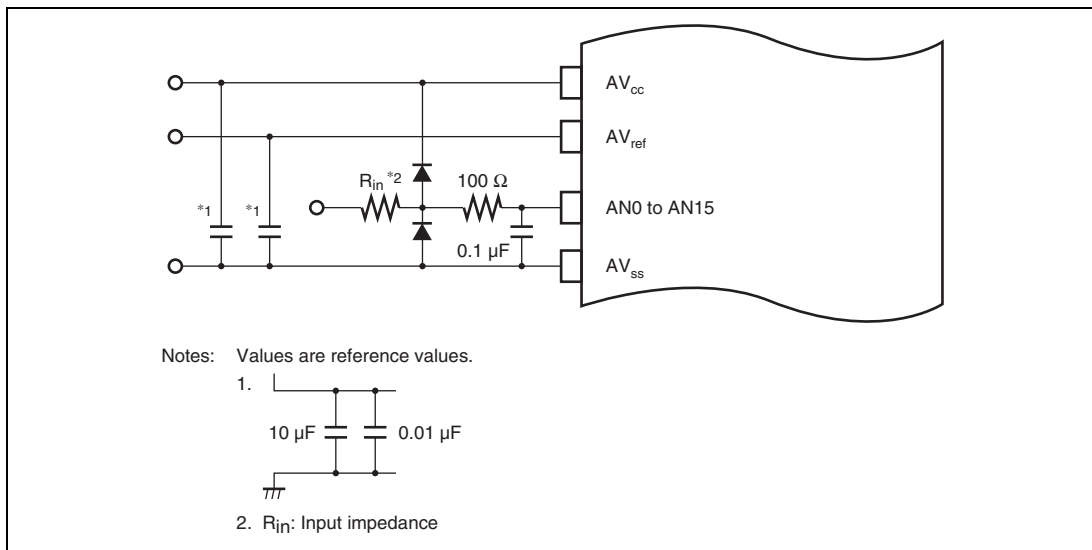 AVcc
AVref
Rin *2 100 Ω
*1 *1 AN0 to AN15
0.1 µF
AVss
Notes: Values are reference values.
1.
10 µF 0.01 µF
2. Rin: Input impedance